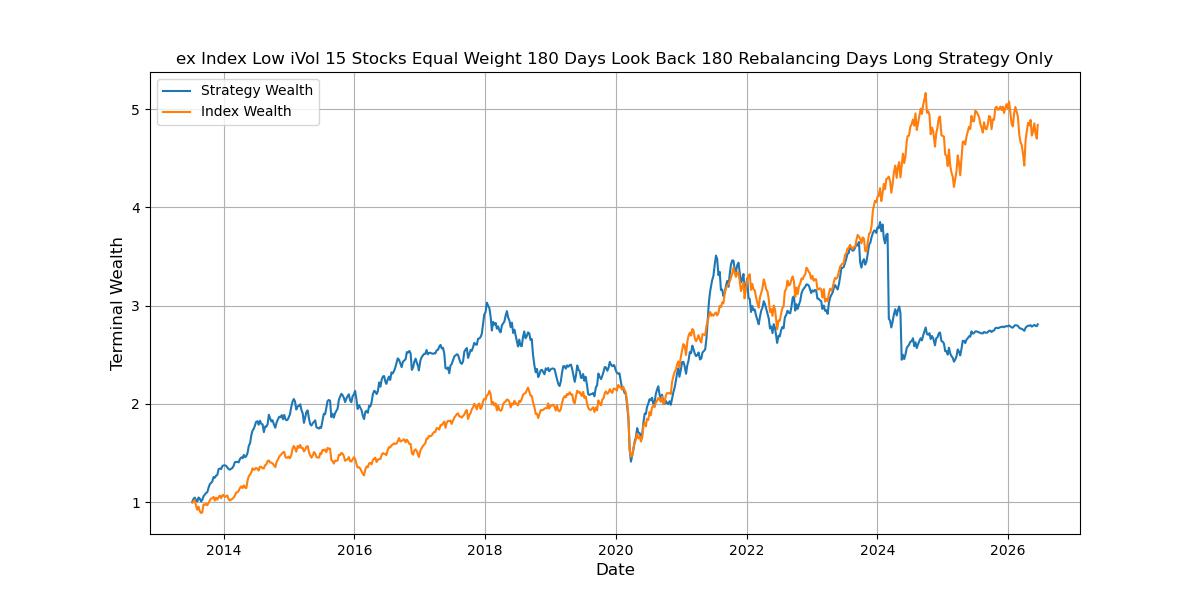 ex Index Low iVol 15 Stocks Equal Weight 180 Days Look Back 180 Rebalancing Days Long Strategy Only
Strategy Wealth
Index Wealth
Terminal Wealth
5
4
3
2
1
2014 2016 2018 2020 2022 2024 2026
Date